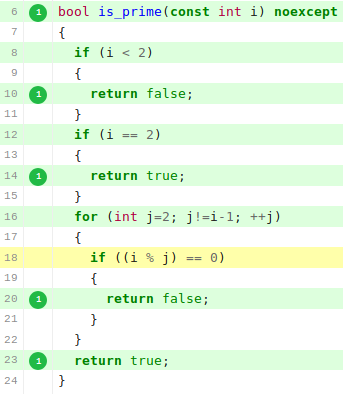 6 1 bool is_prime(const int i) noexcept
7 {
8 if (i < 2)
9 {
10 1 return false;
11 }
12 if (i == 2)
13 {
14 1 return true;
15 }
16 for (int j=2; j!=i-1; ++j)
17 {
18 if ((i % j) == 0)
19 {
20 1 return false;
21 }
22 }
23 1 return true;
24 }